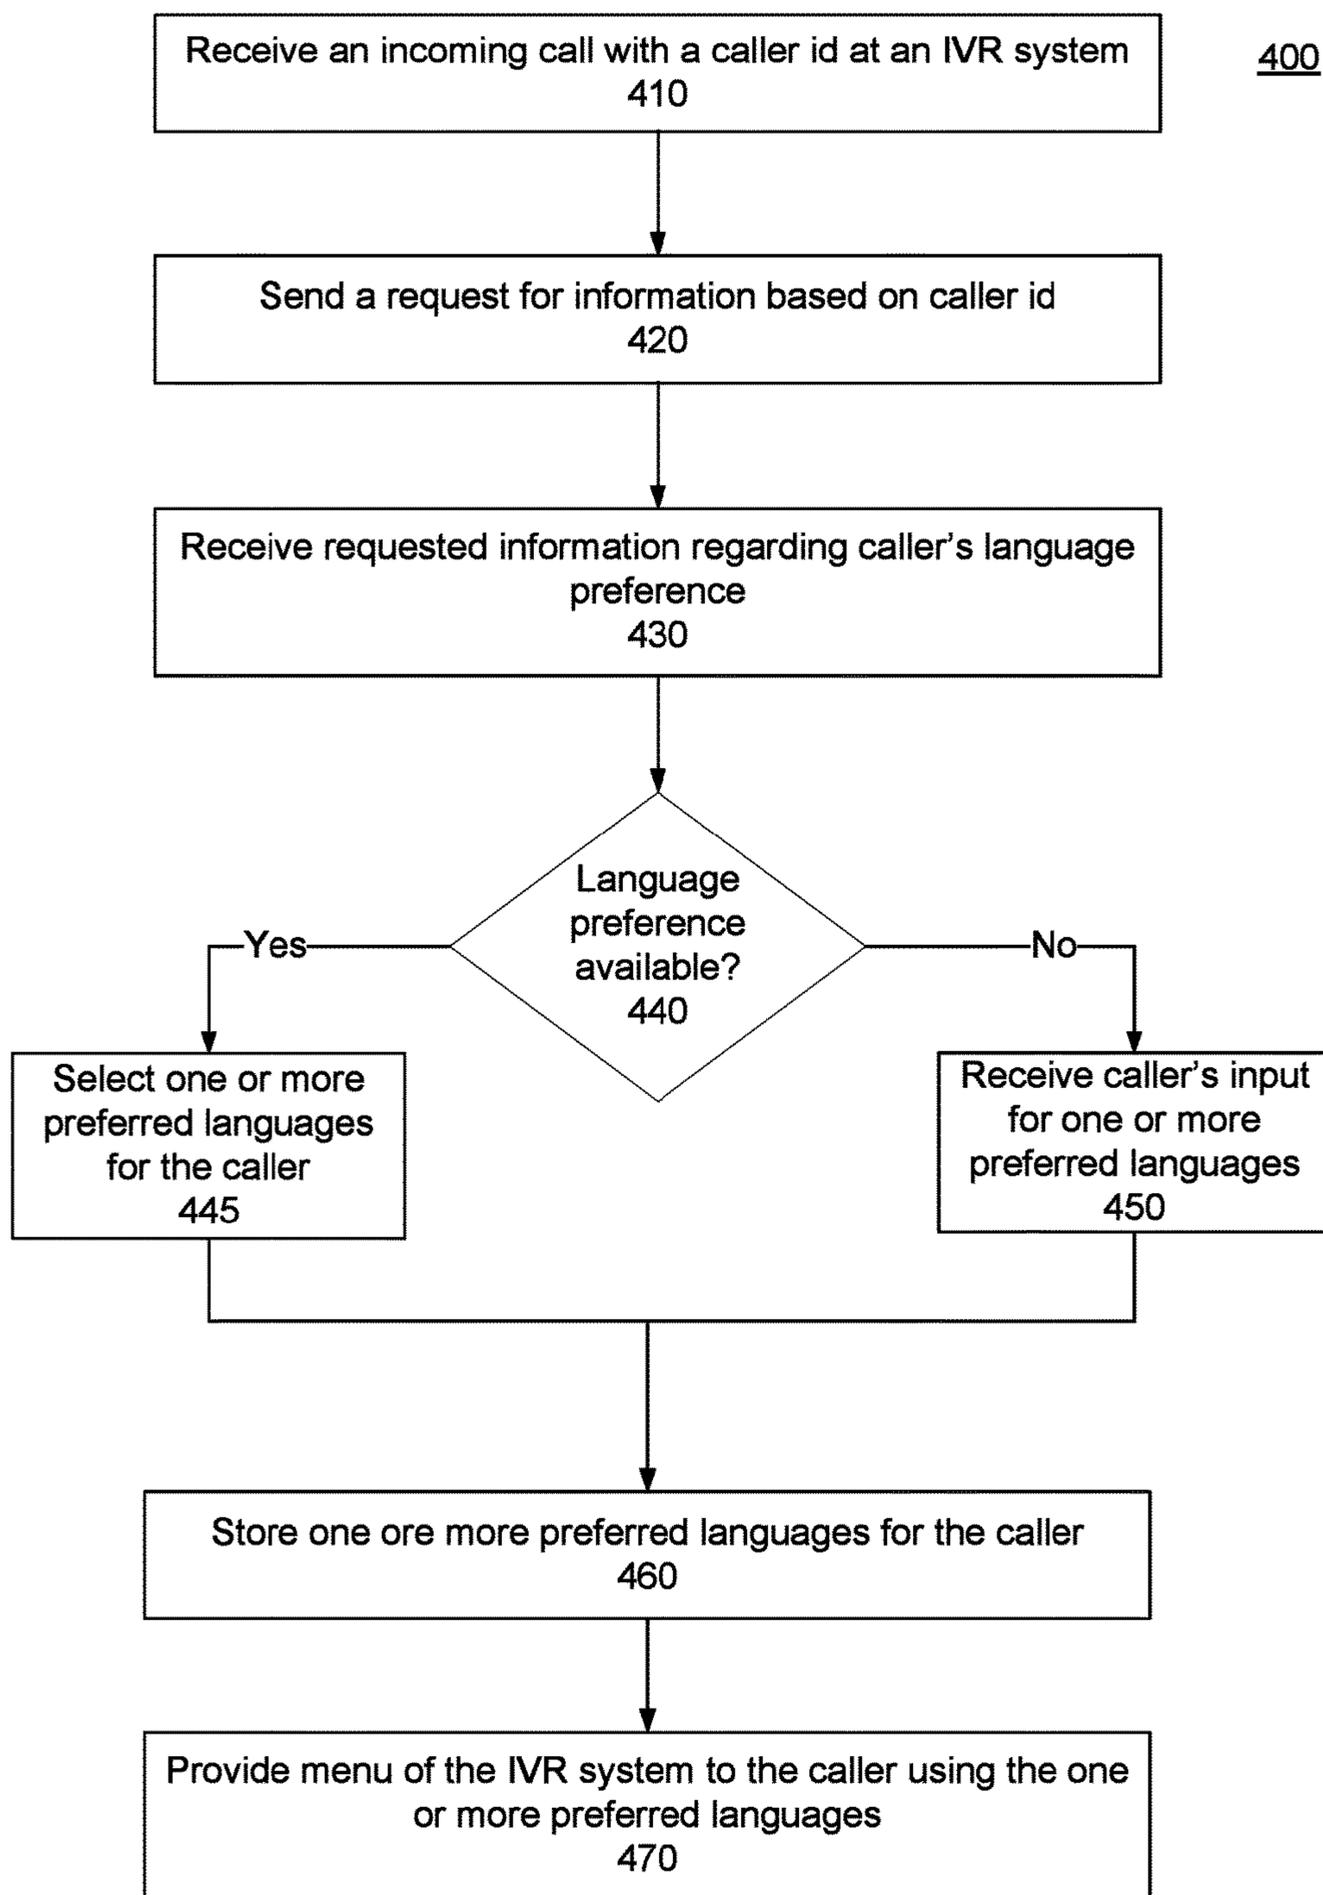 Receive an incoming call with a caller id at an IVR system
410
400
Send a request for information based on caller id
420
Receive requested information regarding caller's language
preference
430
Language
preference
available?
440
Yes
No
Select one or more
preferred languages
for the caller
445
Receive caller's input
for one or more
preferred languages
450
Store one ore more preferred languages for the caller
460
Provide menu of the IVR system to the caller using the one
or more preferred languages
470